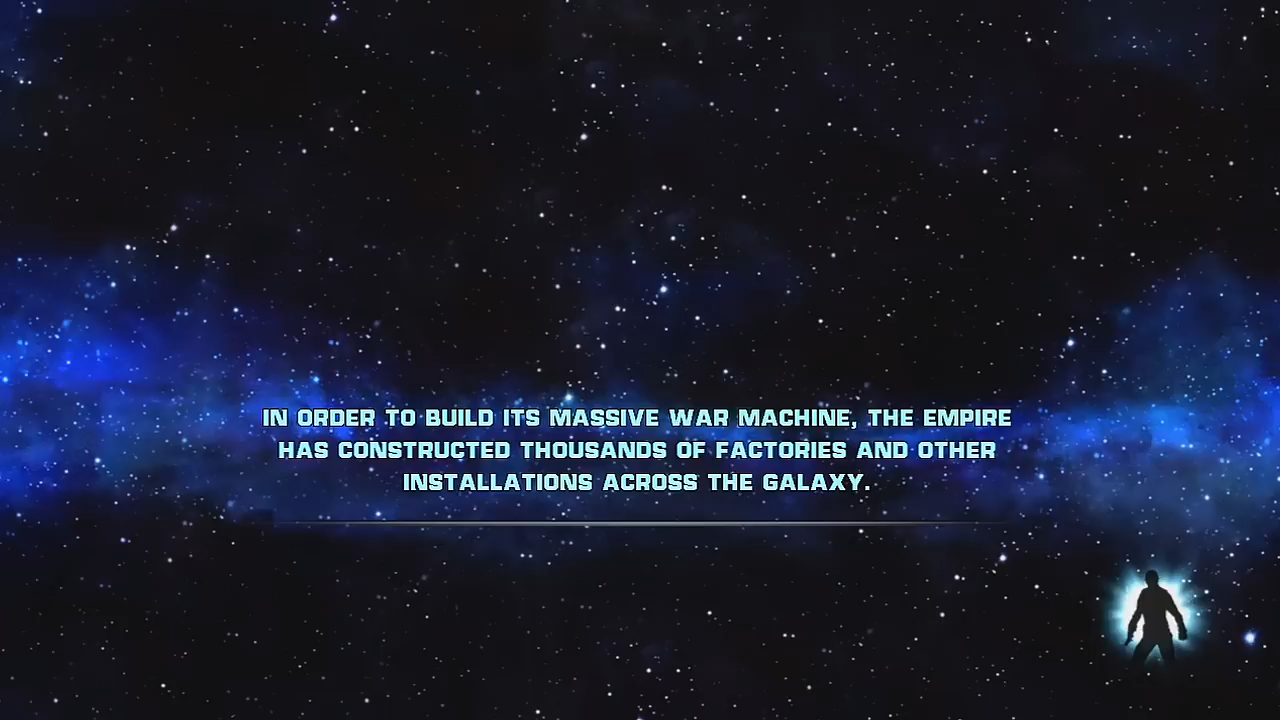 IN ORDER TO BUILD ITS MASSIVE WAR MACHINE, THE EMPIRE
HAS CONSTRUCTED THOUSANDS OF FACTORIES AND OTHER
INSTALLATIONS ACROSS THE GALAXY.